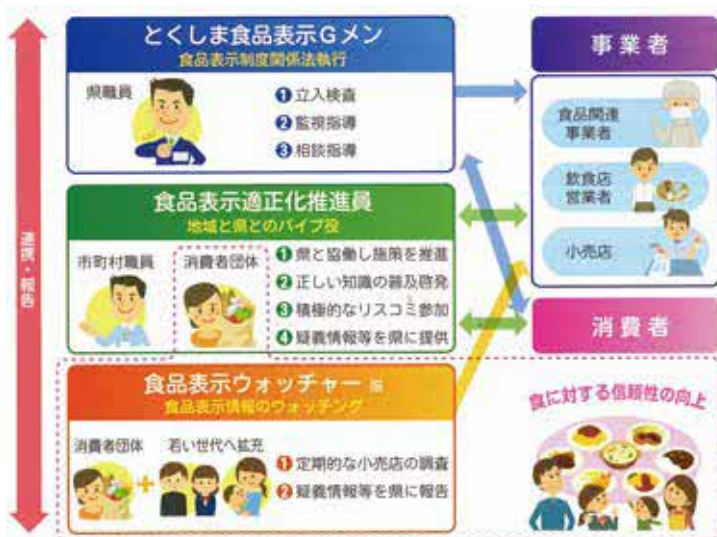 連携・報告
とくしま食品表示Gメン
食品表示制度関係法執行
県職員
❶立入検査
❷監視指導
❸相談指導
食品表示適正化推進員
地域と県とのパイプ役
市町村職員
消費者団体
❶県と協働し施策を推進
❷正しい知識の普及啓発
❸積極的なリスコミ参加
❹疑義情報等を県に提供
食品表示ウォッチャー
食品表示情報のウォッチング
消費者団体
+
若い世代へ拡充
❶定期的な小売店の調査
❷疑義情報等を県に報告
事業者
食品関連
事業者
飲食店
営業者
小売店
消費者
食に対する信頼性の向上